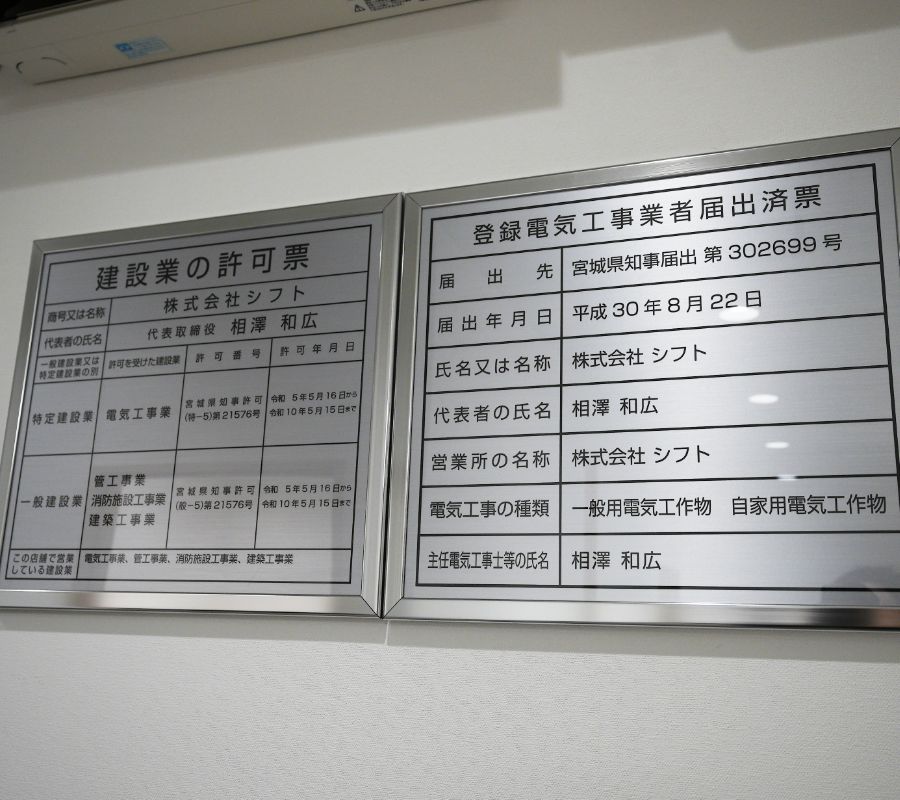 建設業の許可票
商号又は名称 株式会社シフト
代表者の氏名 代表取締役 相澤 和広
一般建設業又は特定建設業の別 許可を受けた建設業 許可番号 許可年月日
特定建設業 電気工事業 宮城県知事許可 (特-5)第21576号 令和 5年5月16日から 令和10年5月15日まで
一般建設業 管工事業 消防施設工事業 建築工事業 宮城県知事許可 (般-5)第21576号 令和 5年5月16日から 令和10年5月15日まで
この店舗で営業している建設業 電気工事業、管工事業、消防施設工事業、建築工事業
登録電気工事業者届出済票
届出先 宮城県知事届出 第302699号
届出年月日 平成30年8月22日
氏名又は名称 株式会社 シフト
代表者の氏名 相澤 和広
営業所の名称 株式会社 シフト
電気工事の種類 一般用電気工作物 自家用電気工作物
主任電気工事士等の氏名 相澤 和広